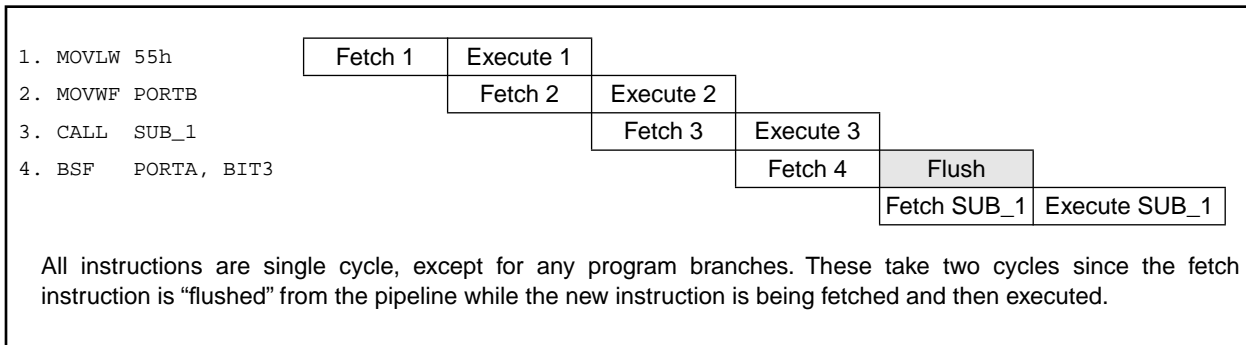 1. MOVLW 55h Fetch 1 Execute 1
2. MOVWF PORTB Fetch 2 Execute 2
3. CALL SUB_1 Fetch 3 Execute 3
4. BSF PORTA, BIT3 Fetch 4 Flush
Fetch SUB_1 Execute SUB_1
All instructions are single cycle, except for any program branches. These take two cycles since the fetch
instruction is “flushed” from the pipeline while the new instruction is being fetched and then executed.